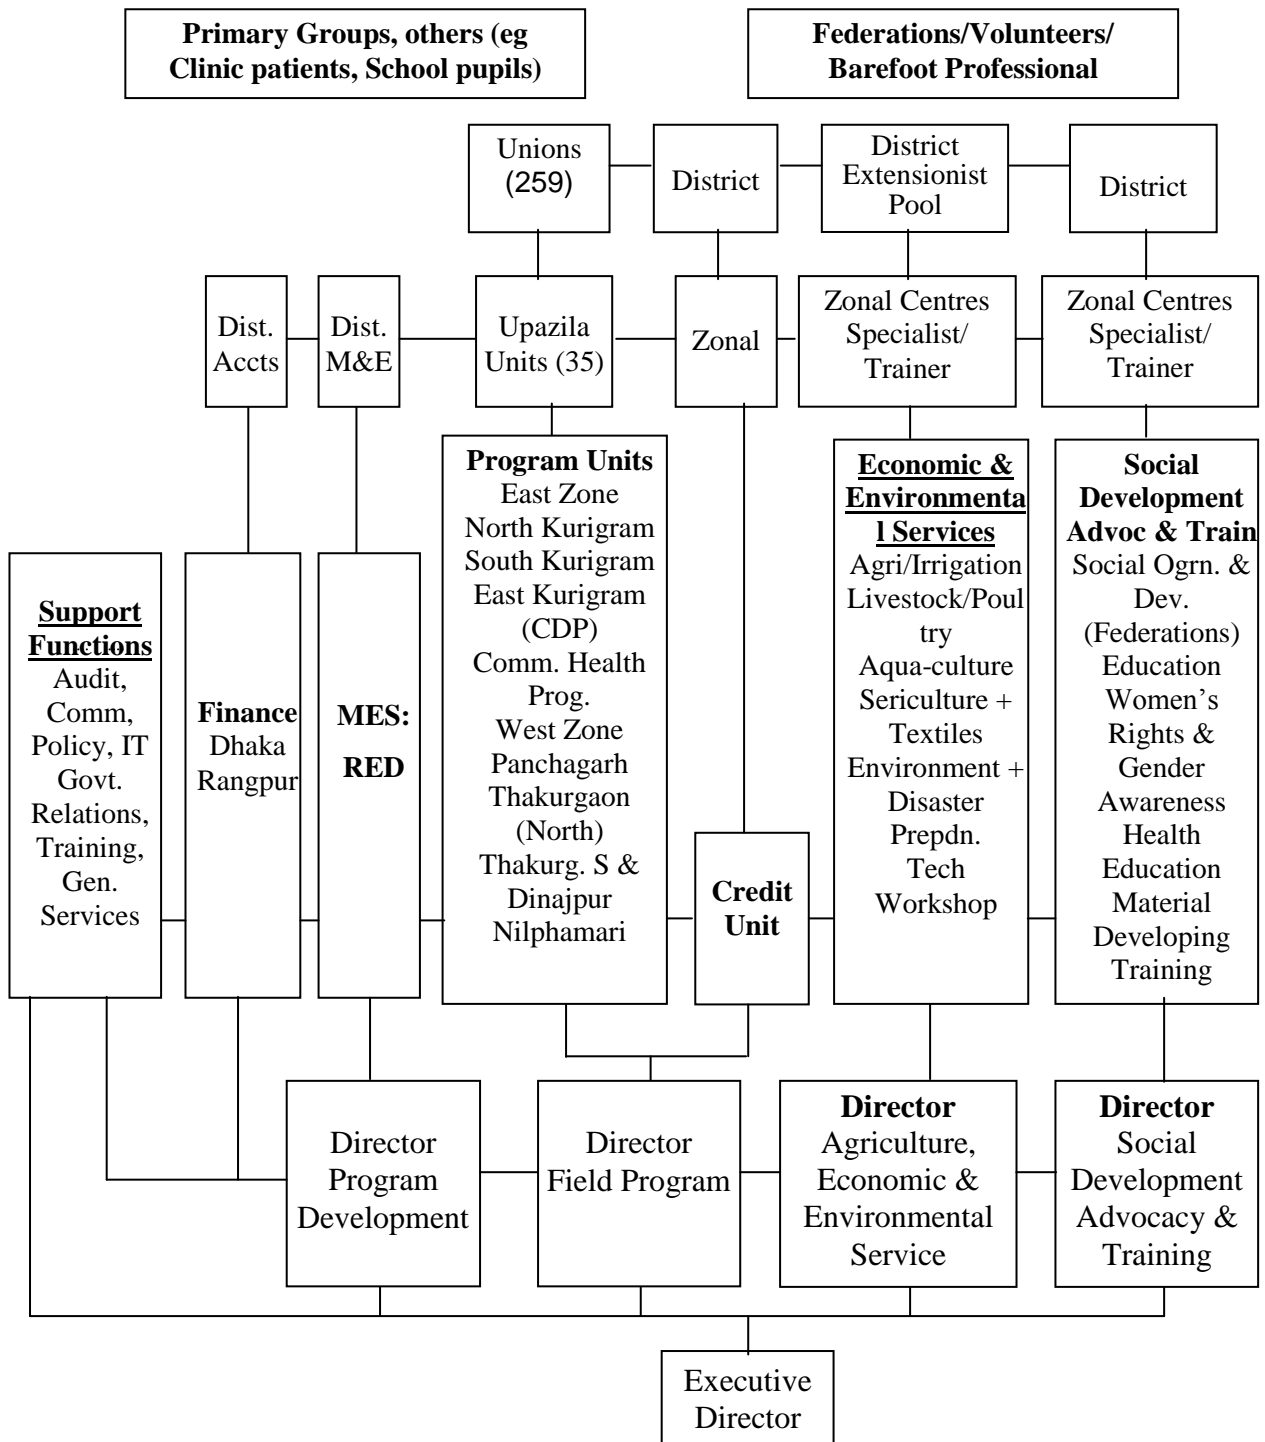 Primary Groups, others (eg
Clinic patients, School pupils)
Federations/Volunteers/
Barefoot Professional
Unions
(259)
District
District
Extensionist
Pool
District
Dist.
Accts
Dist.
M&E
Upazila
Units (35)
Zonal
Zonal Centres
Specialist/
Trainer
Zonal Centres
Specialist/
Trainer
Support
Functions
Audit,
Comm,
Policy, IT
Govt.
Relations,
Training,
Gen.
Services
Finance
Dhaka
Rangpur
MES:
RED
Program Units
East Zone
North Kurigram
South Kurigram
East Kurigram
(CDP)
Comm. Health
Prog.
West Zone
Panchagarh
Thakurgaon
(North)
Thakurg. S &
Dinajpur
Nilphamari
Credit
Unit
Economic &
Environmenta
l Services
Agri/Irrigation
Livestock/Poul
try
Aqua-culture
Sericulture +
Textiles
Environment +
Disaster
Prepdn.
Tech
Workshop
Social
Development
Advoc & Train
Social Ogrn. &
Dev.
(Federations)
Education
Women's
Rights &
Gender
Awareness
Health
Education
Material
Developing
Training
Director
Program
Development
Director
Field Program
Director
Agriculture,
Economic &
Environmental
Service
Director
Social
Development
Advocacy &
Training
Executive
Director